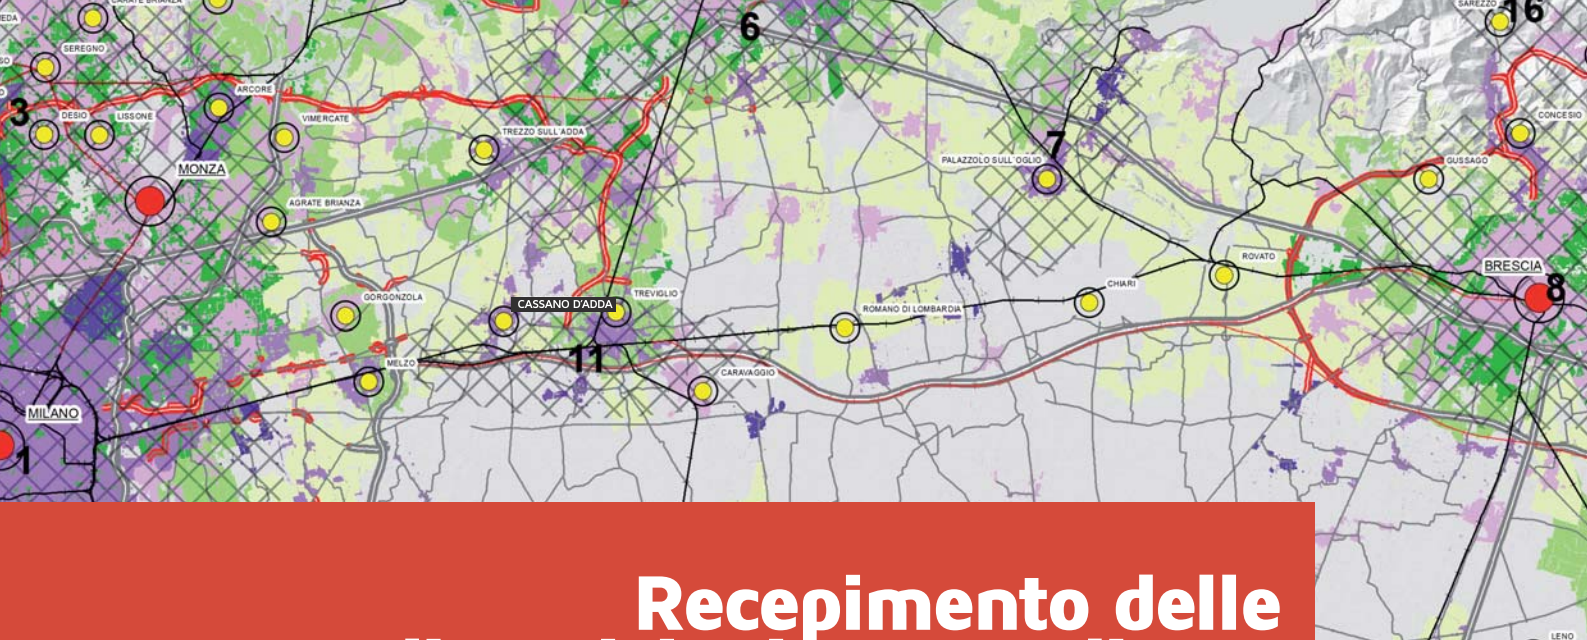 CARATE BRIANZA
SAREZZO
16
6
SEREGNO
ARCORE
3
DESIO
LISSONE
VIMERCATE
TREZZO SULL'ADDA
CONCESIO
7
PALAZZOLO SULL'OGLIO
GUSSAGO
MONZA
AGRATE BRIANZA
ROVATO
BRESCIA
8
GORGONZOLA
CASSANO D'ADDA
TREVIGLIO
ROMANO DI LOMBARDIA
CHIARI
11
MELZO
CARAVAGGIO
MILANO
1
Recepimento delle
LENO